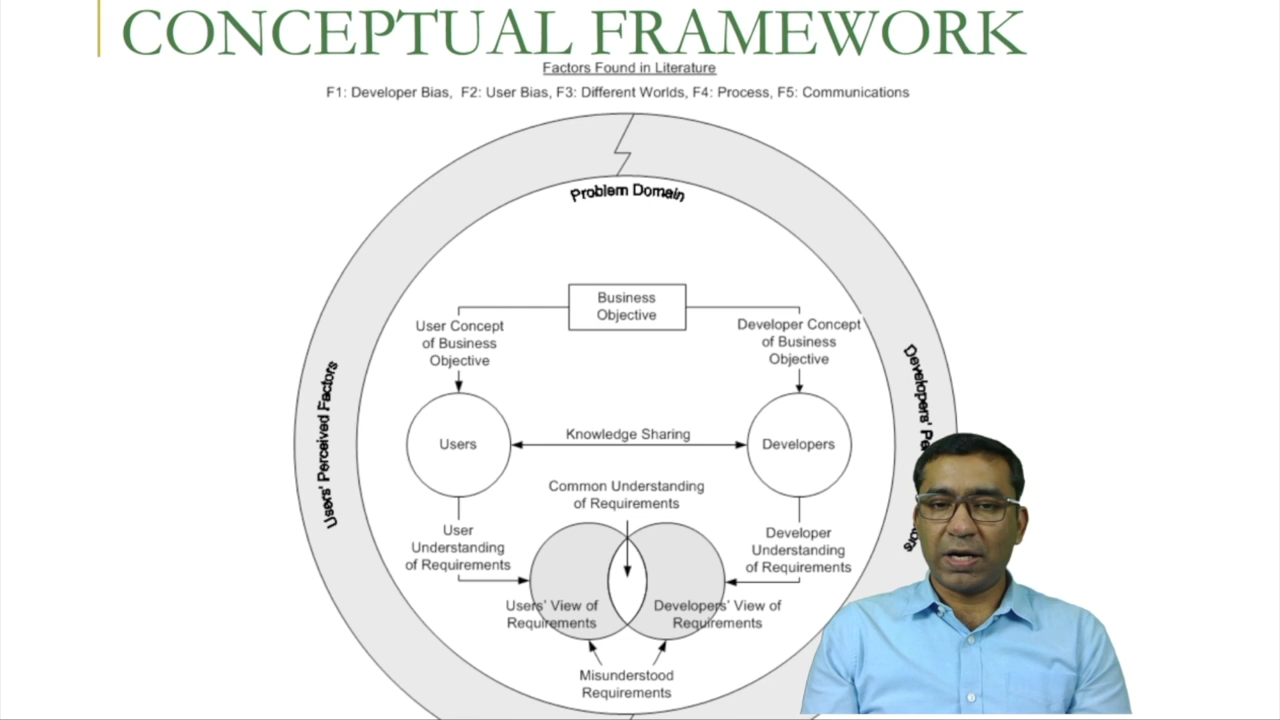 CONCEPTUAL FRAMEWORK
Factors Found in Literature
F1: Developer Bias, F2: User Bias, F3: Different Worlds, F4: Process, F5: Communications
Problem Domain
Business
Objective
User Concept
of Business
Objective
Developer Concept
of Business
Objective
Users' Perceived Factors
Developers'
Users
Knowledge Sharing
Developers
Common Understanding
of Requirements
User
Understanding
of Requirements
Developer
Understanding
of Requirements
Users' View of
Requirements
Developers' View of
Requirements
Misunderstood
Requirements